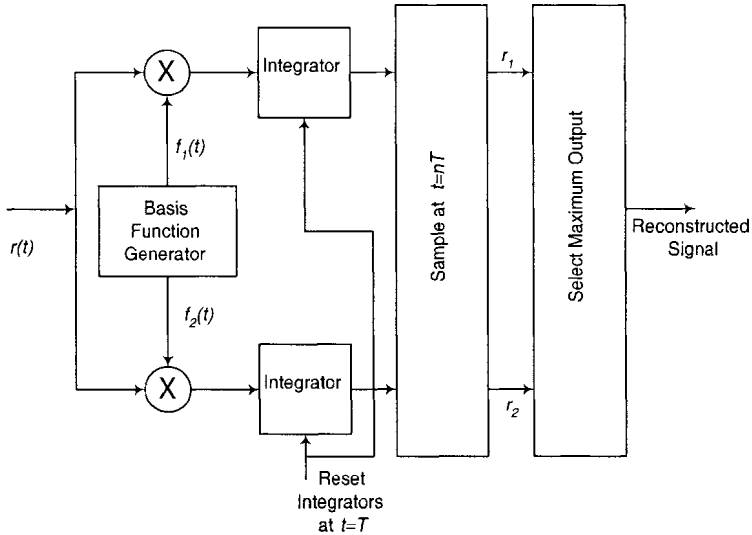 X
Integrator
f₁(t)
Basis
Function
Generator
r(t)
f₂(t)
X
Integrator
Reset
Integrators
at t=T
Sample at t=nT
r₁
r₂
Select Maximum Output
Reconstructed
Signal